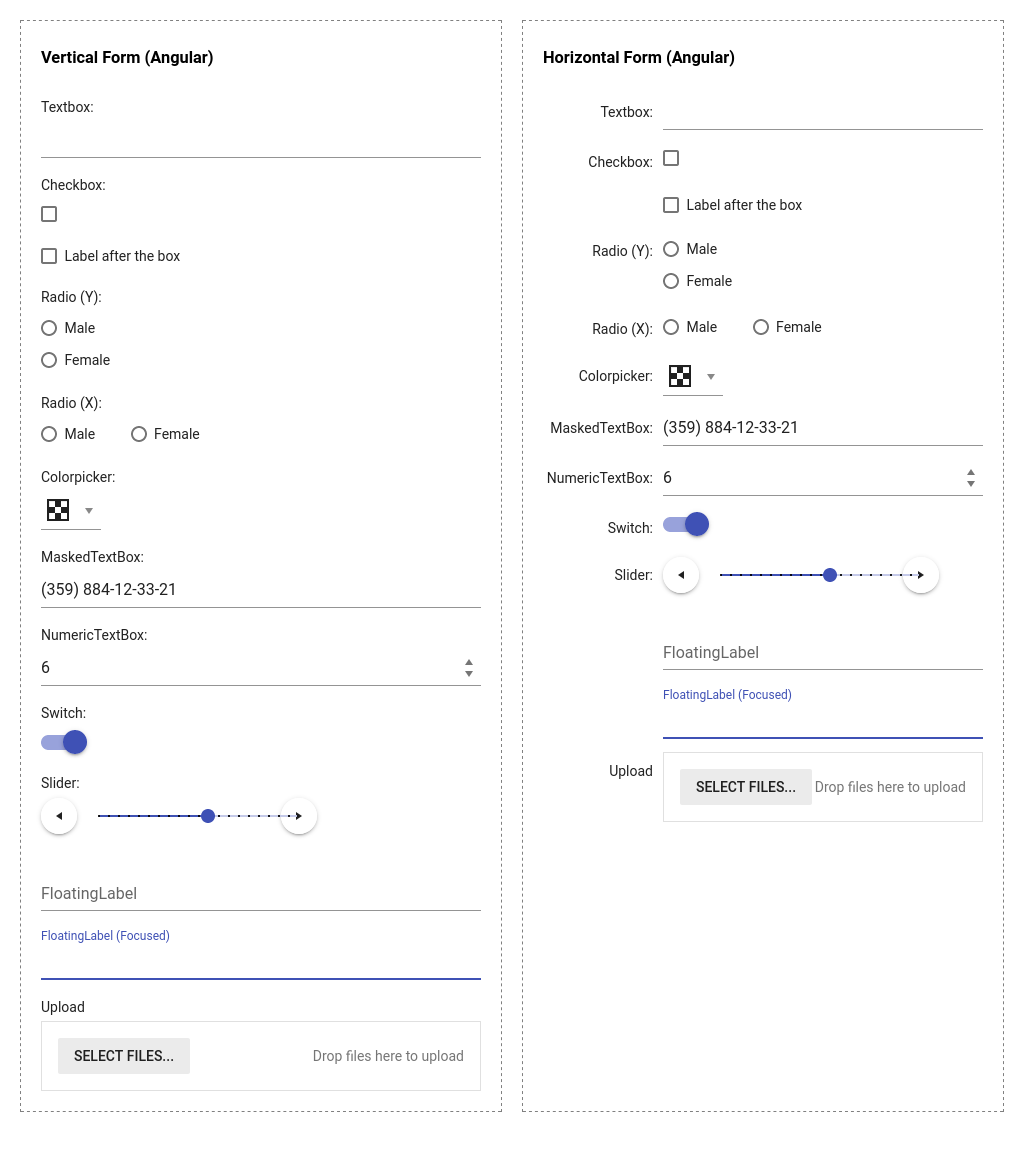 Vertical Form (Angular)
Textbox:
Checkbox:
Label after the box
Radio (Y):
Male
Female
Radio (X):
Male Female
Colorpicker:
MaskedTextBox:
(359) 884-12-33-21
NumericTextBox:
6
Switch:
Slider:
FloatingLabel
FloatingLabel (Focused)
Upload
SELECT FILES... Drop files here to upload
Horizontal Form (Angular)
Textbox:
Checkbox:
Label after the box
Radio (Y): Male
Female
Radio (X): Male Female
Colorpicker:
MaskedTextBox: (359) 884-12-33-21
NumericTextBox: 6
Switch:
Slider:
FloatingLabel
FloatingLabel (Focused)
Upload SELECT FILES... Drop files here to upload